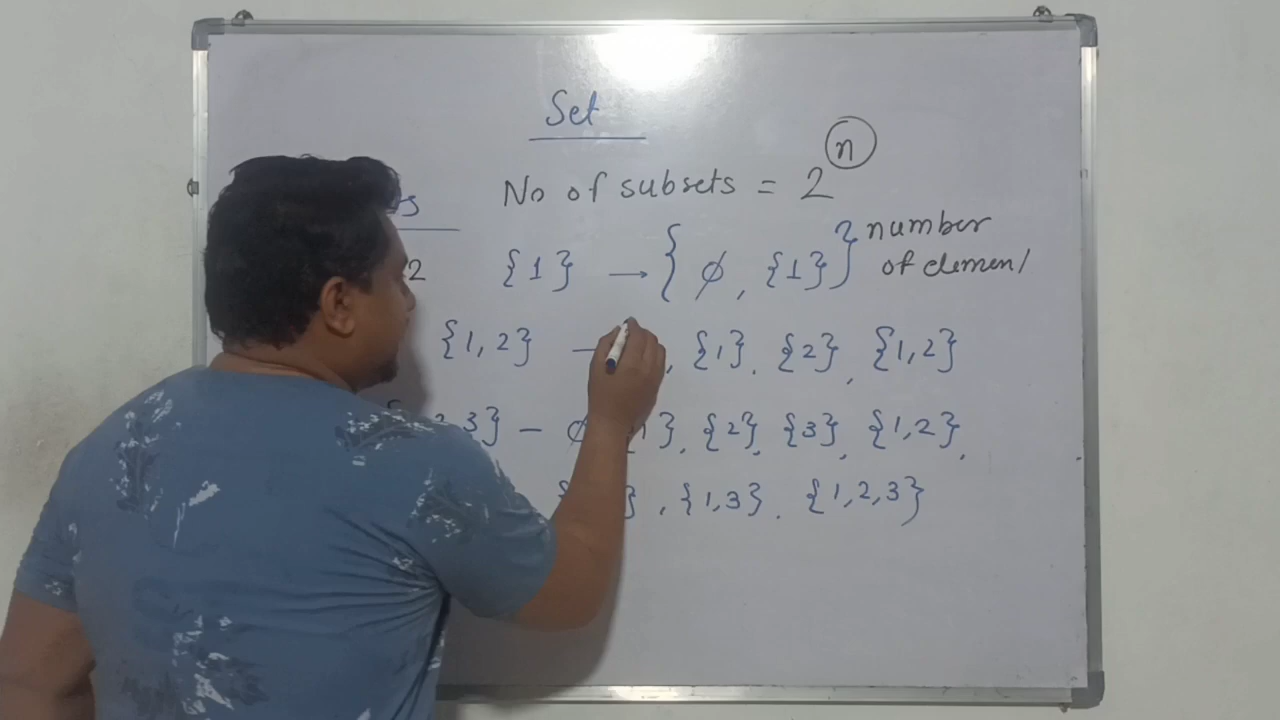 Set
No of subsets = 2ⁿ
number
of element
2 {1} → { ϕ, {1} }
{1,2} — , {1}, {2}, {1,2}
3} – ϕ 1}, {2}, {3}, {1,2},
}, {1,3}, {1,2,3}